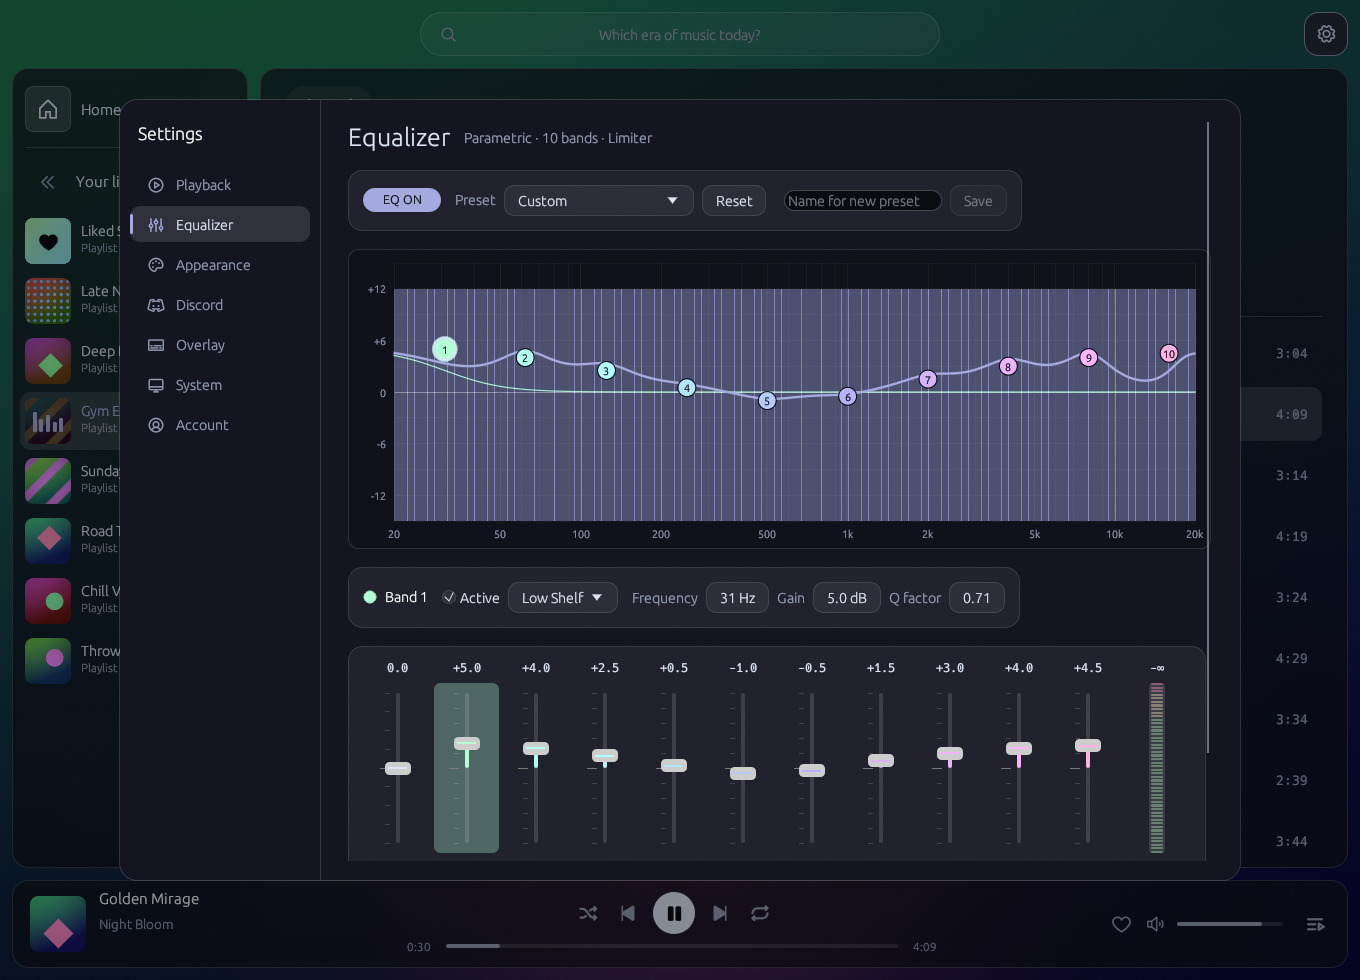 Which era of music today?
Home
Your li
Liked S
Playlist
Late N
Playlist
Deep
Playlist
Gym E
Playlist
Sunda
Playlist
Road T
Playlist
Chill V
Playlist
Throw
Playlist
Settings
Playback
Equalizer
Appearance
Discord
Overlay
System
Account
Equalizer Parametric · 10 bands · Limiter
EQ ON Preset Custom Reset Name for new preset Save
+12
+6
0
-6
-12
1 2 3 4 5 6 7 8 9 10
20 50 100 200 500 1k 2k 5k 10k 20k
Band 1 Active Low Shelf Frequency 31 Hz Gain 5.0 dB Q factor 0.71
0.0 +5.0 +4.0 +2.5 +0.5 -1.0 -0.5 +1.5 +3.0 +4.0 +4.5 -∞
3:04
4:09
3:14
4:19
3:24
4:29
3:34
2:39
3:44
Golden Mirage
Night Bloom
0:30 4:09